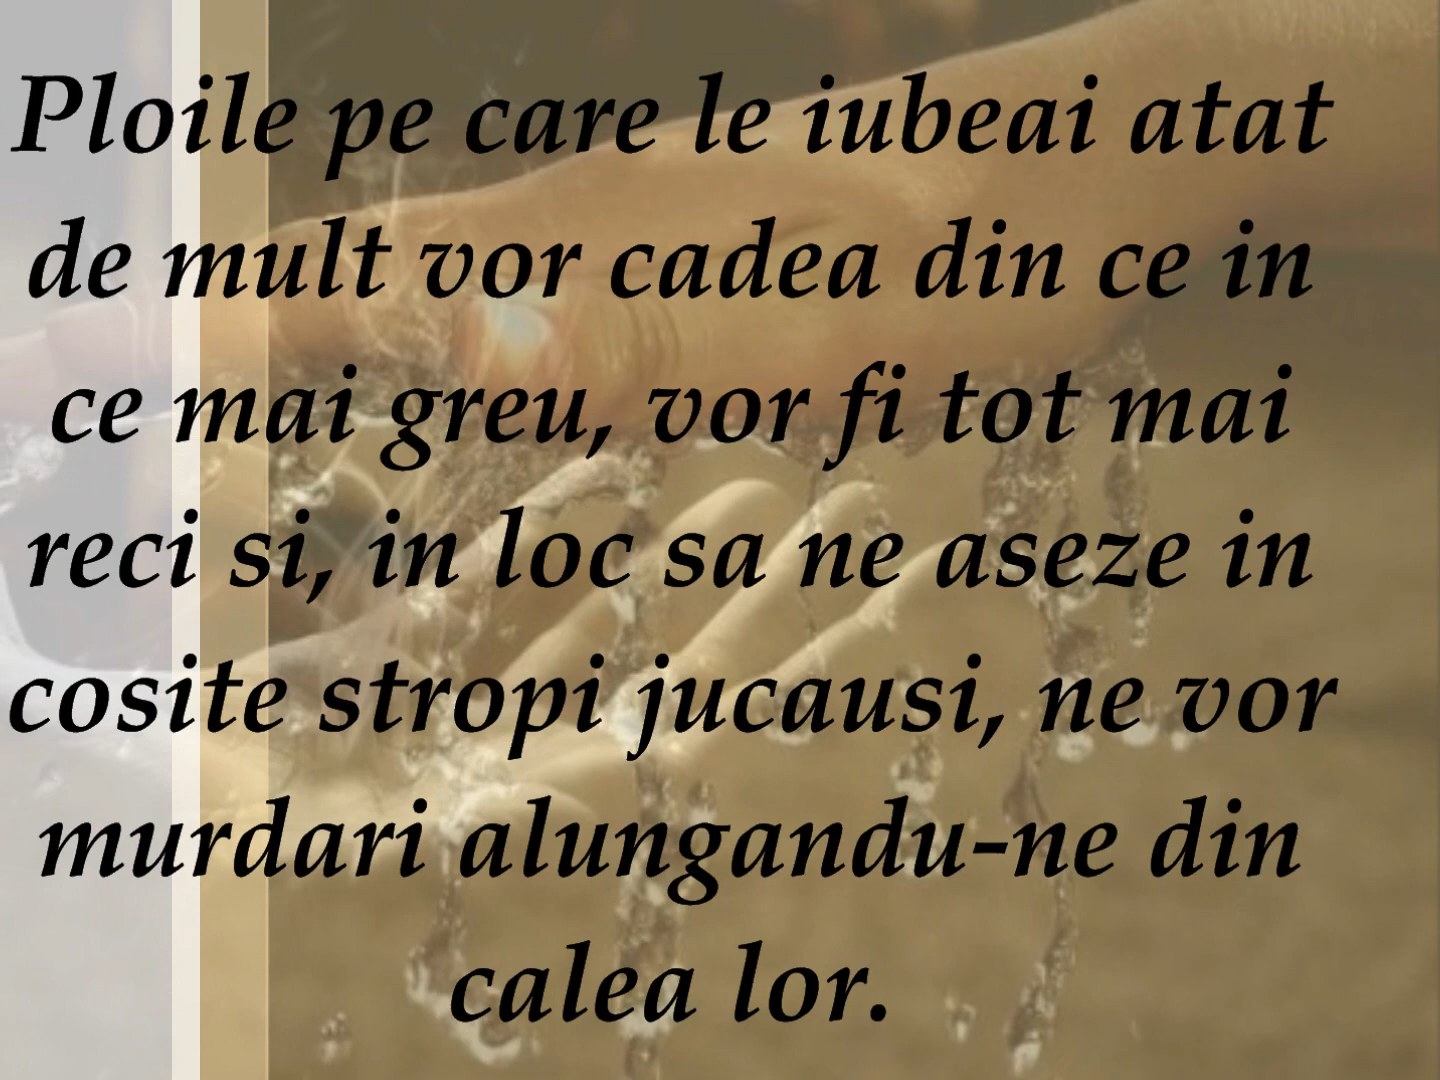 Ploile pe care le iubeai atat
de mult vor cadea din ce in
ce mai greu, vor fi tot mai
reci si, in loc sa ne aseze in
cosite stropi jucausi, ne vor
murdari alungandu-ne din
calea lor.